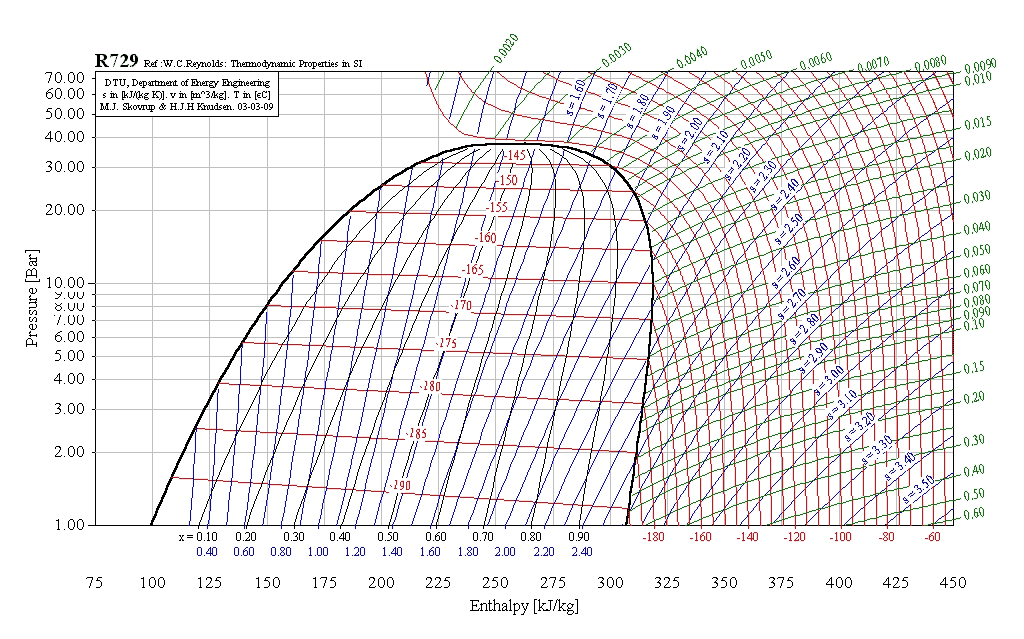 0.0020
0.0030
0.0040
0.0050
0.0060
0.0070
0.0080
0.0090
R729 Ref :W.C.Reynolds: Thermodynamic Properties in SI
DTU, Department of Energy Engineering
s in [kJ/(kg K)]. v in [m^3/kg]. T in [ºC]
M.J. Skovrup & H.J.H Knudsen. 03-03-09
70.00
60.00
50.00
40.00
30.00
20.00
10.00
9.00
8.00
7.00
6.00
5.00
4.00
3.00
2.00
1.00
Pressure [Bar]
s = 1.60
s = 1.70
s = 1.80
s = 1.90
s = 2.00
s = 2.10
s = 2.20
s = 2.30
s = 2.40
s = 2.50
s = 2.60
s = 2.70
s = 2.80
s = 2.90
s = 3.00
s = 3.10
s = 3.20
s = 3.30
s = 3.40
s = 3.50
-145
-150
-155
-160
-165
-170
-175
-180
-185
-190
0.010
0.015
0.020
0.030
0.040
0.050
0.060
0.070
0.080
0.090
0.10
0.15
0.20
0.30
0.40
0.50
0.60
x = 0.10 0.20 0.30 0.40 0.50 0.60 0.70 0.80 0.90 -180 -160 -140 -120 -100 -80 -60
0.40 0.60 0.80 1.00 1.20 1.40 1.60 1.80 2.00 2.20 2.40
75 100 125 150 175 200 225 250 275 300 325 350 375 400 425 450
Enthalpy [kJ/kg]